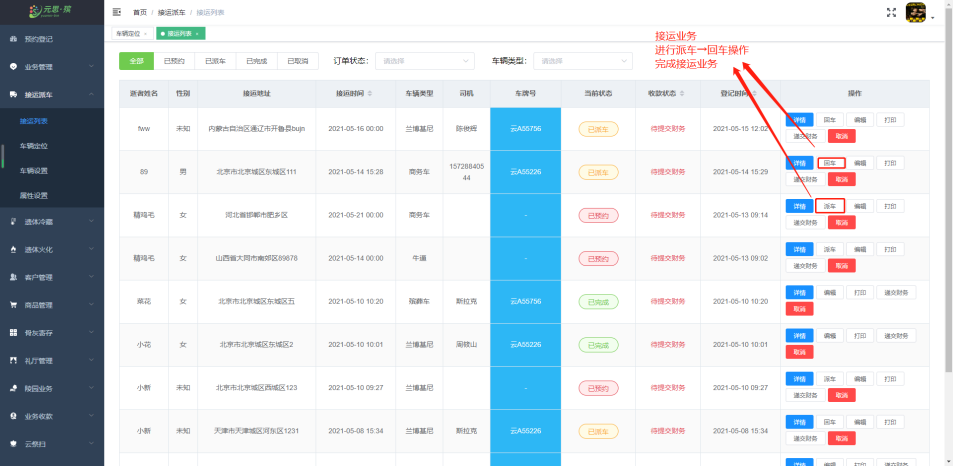 元思·殡
首页 / 接运派车 / 接运列表
车辆定位 ×
接运列表 ×
预约登记
业务管理
接运派车
接运列表
车辆定位
车辆设置
属性设置
遗体冷藏
遗体火化
客户管理
商品管理
骨灰寄存
礼厅管理
陵园业务
业务收款
云祭扫
接运业务
进行派车→回车操作
完成接运业务
全部 已预约 已派车 已完成 已取消 订单状态: 请选择 车辆类型: 请选择
逝者姓名 性别 接运地址 接运时间 车辆类型 司机 车牌号 当前状态 收款状态 登记时间 操作
fww 未知 内蒙古自治区通辽市开鲁县bujn 2021-05-16 00:00 兰博基尼 陈俊辉 云A55756 已派车 待提交财务 2021-05-15 12:02 详情 回车 编辑 打印
递交财务 取消
89 男 北京市北京城区东城区111 2021-05-14 15:28 商务车 15728840544 云A55226 已派车 待提交财务 2021-05-14 15:29 详情 回车 编辑 打印
递交财务 取消
女 河北省邯郸市肥乡区 2021-05-21 00:00 商务车 - 已预约 待提交财务 2021-05-13 09:14 详情 派车 编辑 打印
递交财务 取消
女 山西省大同市南郊区89878 2021-05-14 00:00 牛逼 - 已预约 待提交财务 2021-05-13 09:02 详情 派车 编辑 打印
递交财务 取消
菜花 女 北京市北京城区东城区五 2021-05-10 10:20 殡葬车 斯拉克 云A55756 已完成 待提交财务 2021-05-10 10:20 详情 编辑 打印 递交财务
取消
小花 女 北京市北京城区东城区2 2021-05-10 10:01 兰博基尼 周筱山 云A55226 已完成 待提交财务 2021-05-10 10:01 详情 编辑 打印 递交财务
取消
小新 未知 北京市北京城区西城区123 2021-05-10 09:27 兰博基尼 - 已预约 待提交财务 2021-05-10 09:27 详情 派车 编辑 打印
递交财务 取消
小新 未知 天津市天津城区河东区1231 2021-05-08 15:34 兰博基尼 斯拉克 云A55226 已派车 待提交财务 2021-05-08 15:34 详情 回车 编辑 打印
递交财务 取消
详情 编辑 打印 递交财务